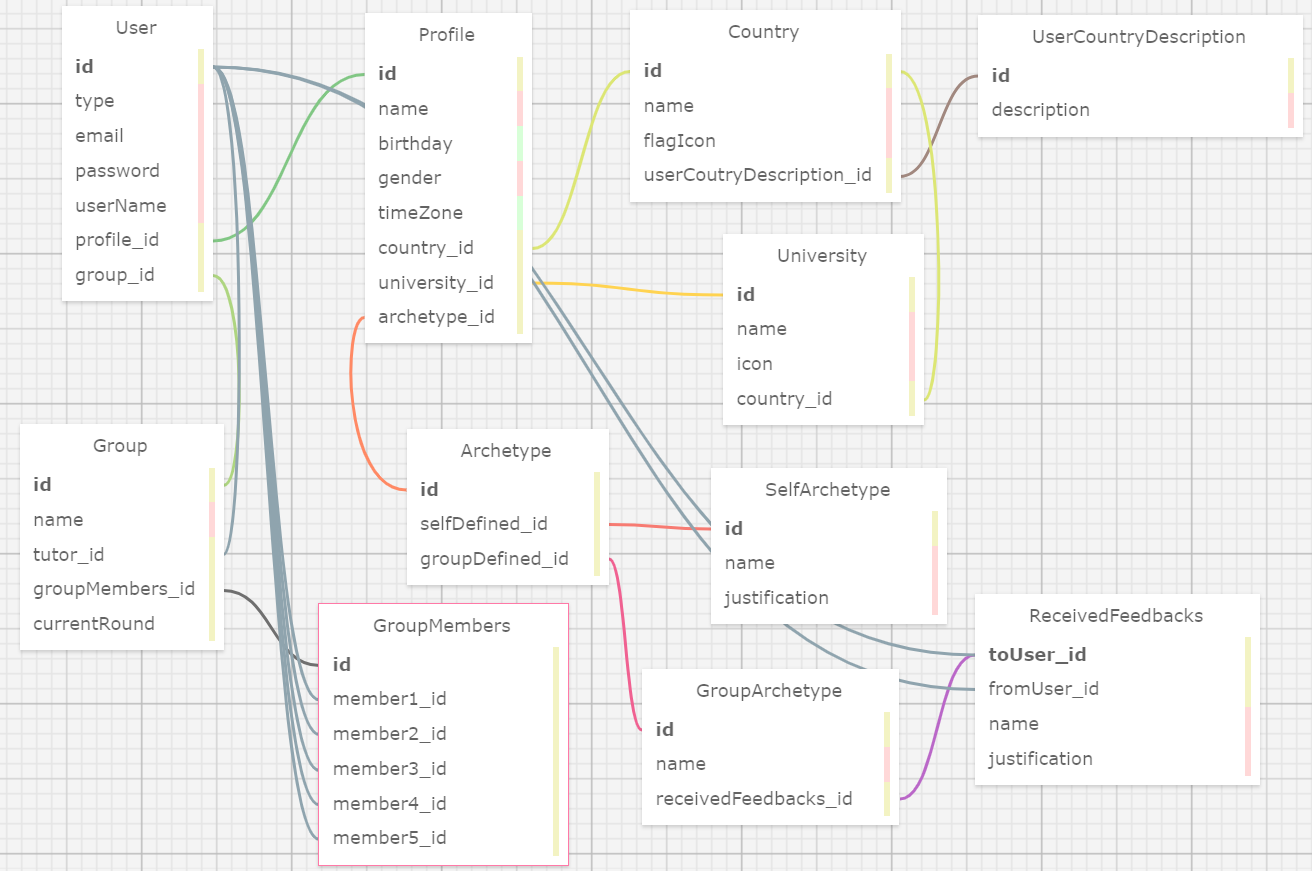 User
id
type
email
password
userName
profile_id
group_id
Profile
id
name
birthday
gender
timeZone
country_id
university_id
archetype_id
Country
id
name
flagIcon
userCoutryDescription_id
UserCountryDescription
id
description
University
id
name
icon
country_id
Group
id
name
tutor_id
groupMembers_id
currentRound
Archetype
id
selfDefined_id
groupDefined_id
SelfArchetype
id
name
justification
GroupMembers
id
member1_id
member2_id
member3_id
member4_id
member5_id
GroupArchetype
id
name
receivedFeedbacks_id
ReceivedFeedbacks
toUser_id
fromUser_id
name
justification